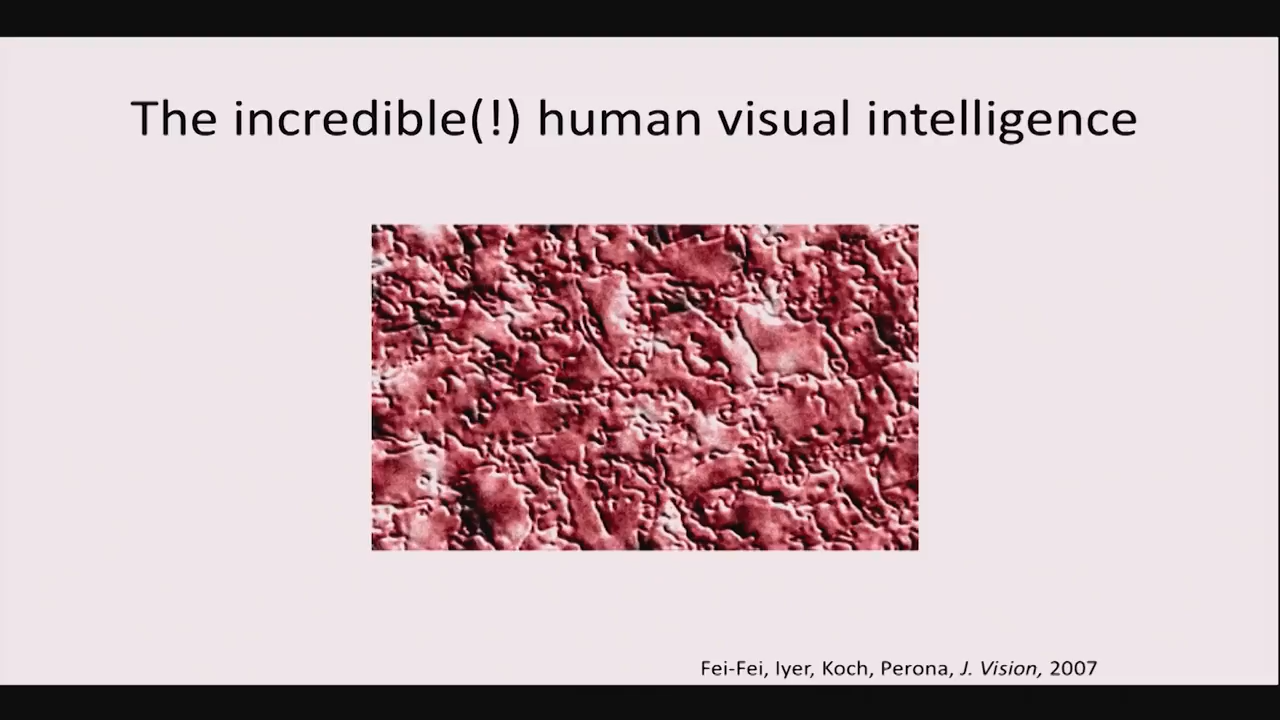 The incredible(!) human visual intelligence
Fei-Fei, Iyer, Koch, Perona, J. Vision, 2007